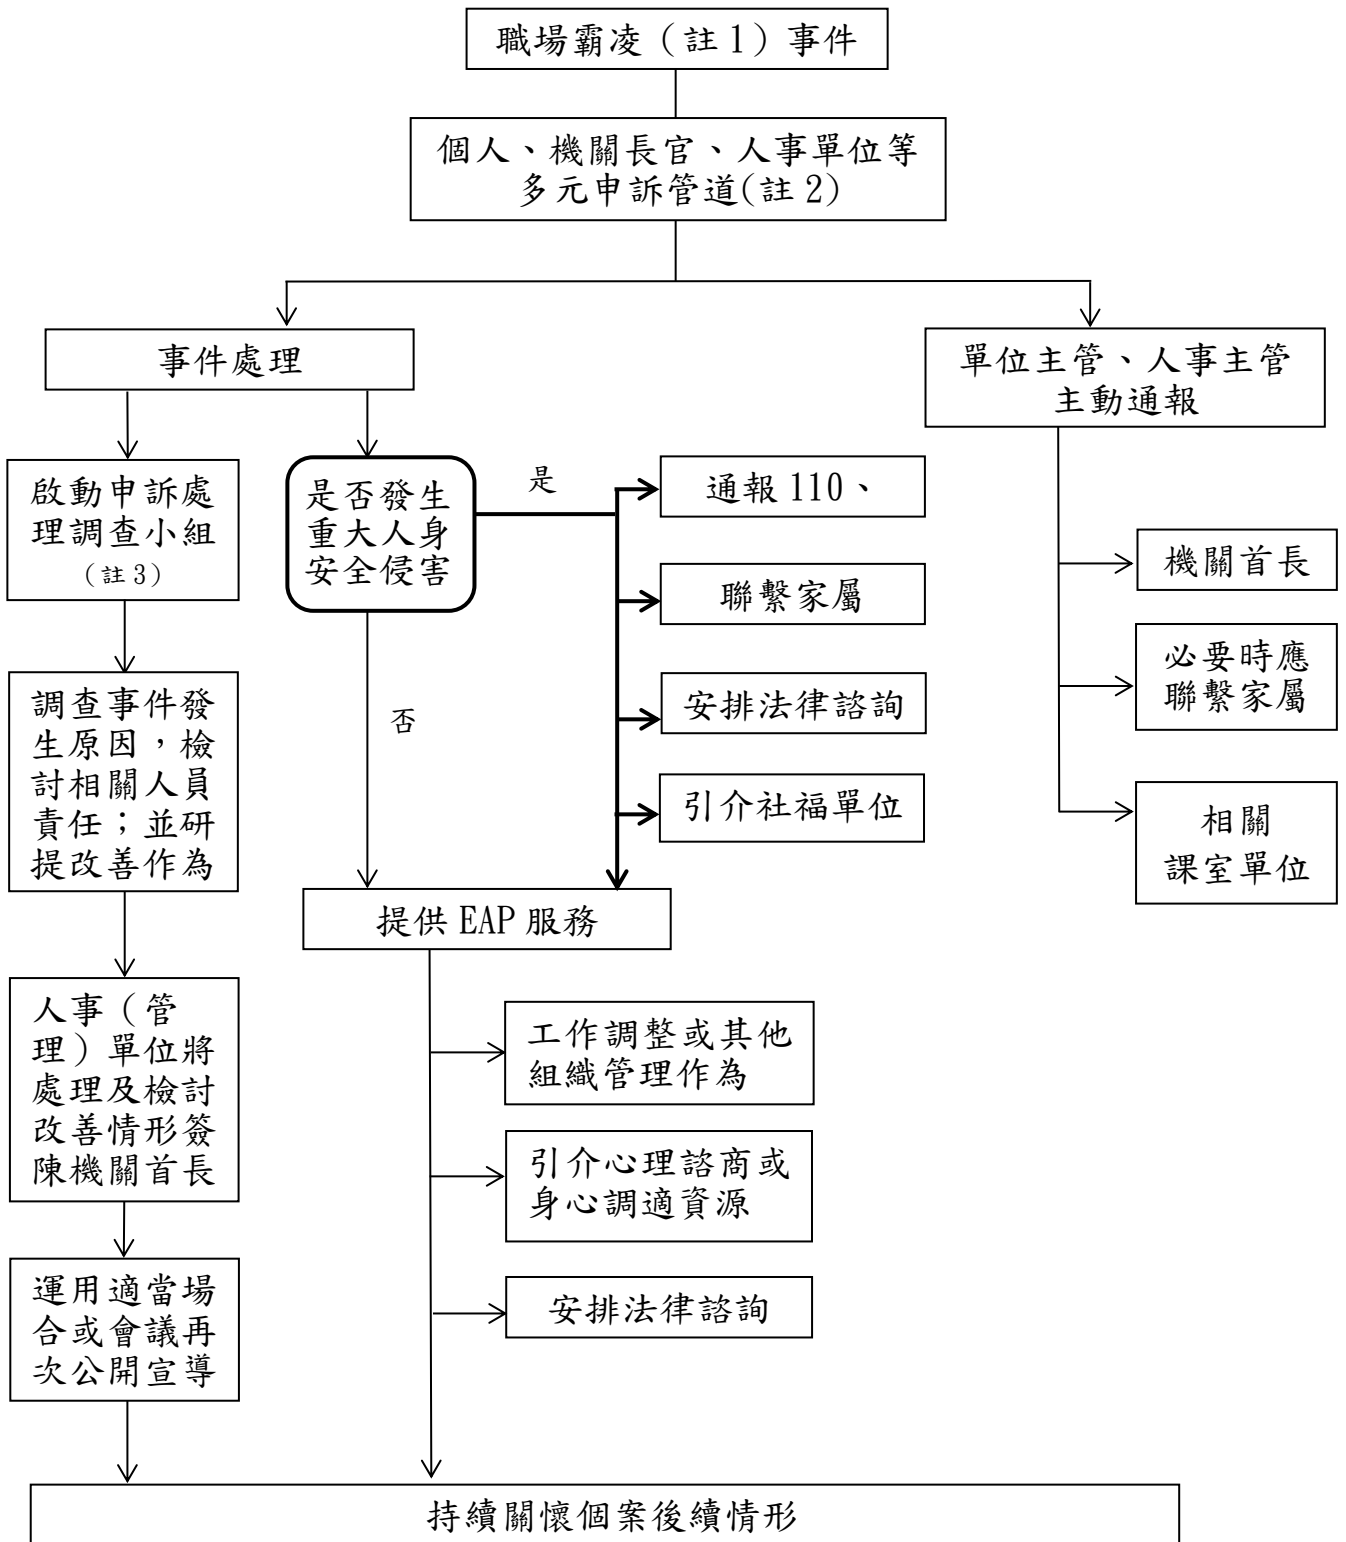 職場霸凌（註1）事件
個人、機關長官、人事單位等
多元申訴管道(註2)
事件處理
單位主管、人事主管
主動通報
啟動申訴處
理調查小組
（註3）
是否發生
重大人身
安全侵害
是
否
通報110、
聯繫家屬
安排法律諮詢
引介社福單位
機關首長
必要時應
聯繫家屬
相關
課室單位
調查事件發
生原因，檢
討相關人員
責任；並研
提改善作為
提供EAP服務
人事（管
理）單位將
處理及檢討
改善情形簽
陳機關首長
工作調整或其他
組織管理作為
引介心理諮商或
身心調適資源
安排法律諮詢
運用適當場
合或會議再
次公開宣導
持續關懷個案後續情形